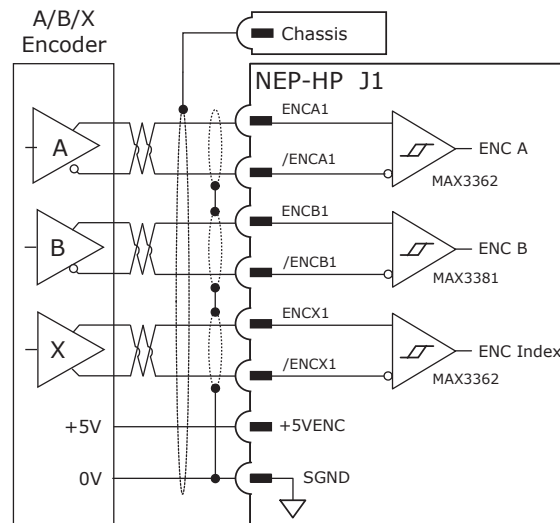 A/B/X
Encoder
Chassis
NEP-HP J1
A
ENCA1
/ENCA1
ENC A
MAX3362
B
ENCB1
/ENCB1
ENC B
MAX3381
X
ENCX1
/ENCX1
ENC Index
MAX3362
+5V
+5VENC
0V
SGND